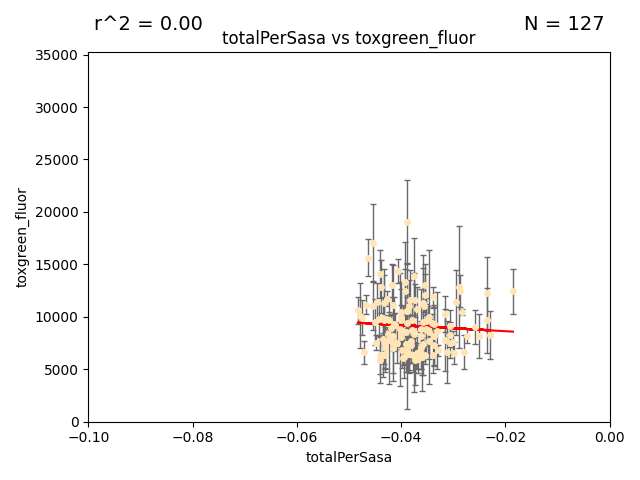 r^2 = 0.00
N = 127
totalPerSasa vs toxgreen_fluor
35000
30000
25000
20000
15000
10000
5000
0
toxgreen_fluor
−0.10
−0.08
−0.06
−0.04
−0.02
0.00
totalPerSasa